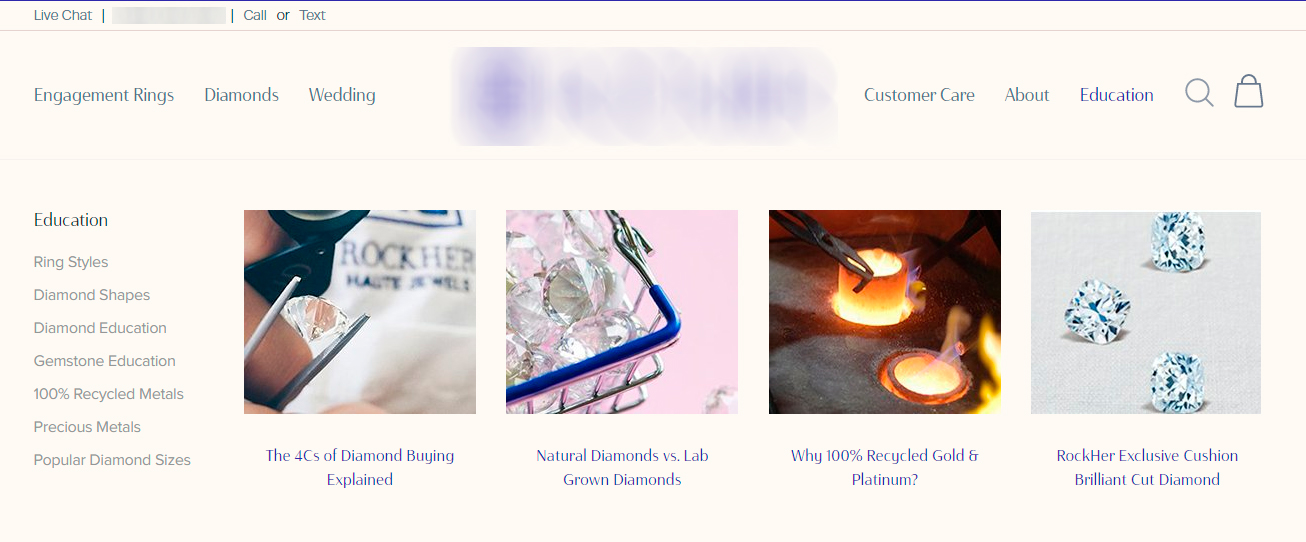 Live Chat | | Call or Text
Engagement Rings Diamonds Wedding Customer Care About Education
Education
Ring Styles
Diamond Shapes
Diamond Education
Gemstone Education
100% Recycled Metals
Precious Metals
Popular Diamond Sizes
ROCKHER
HAUTE JEWELS
The 4Cs of Diamond Buying
Explained
Natural Diamonds vs. Lab
Grown Diamonds
Why 100% Recycled Gold &
Platinum?
RockHer Exclusive Cushion
Brilliant Cut Diamond